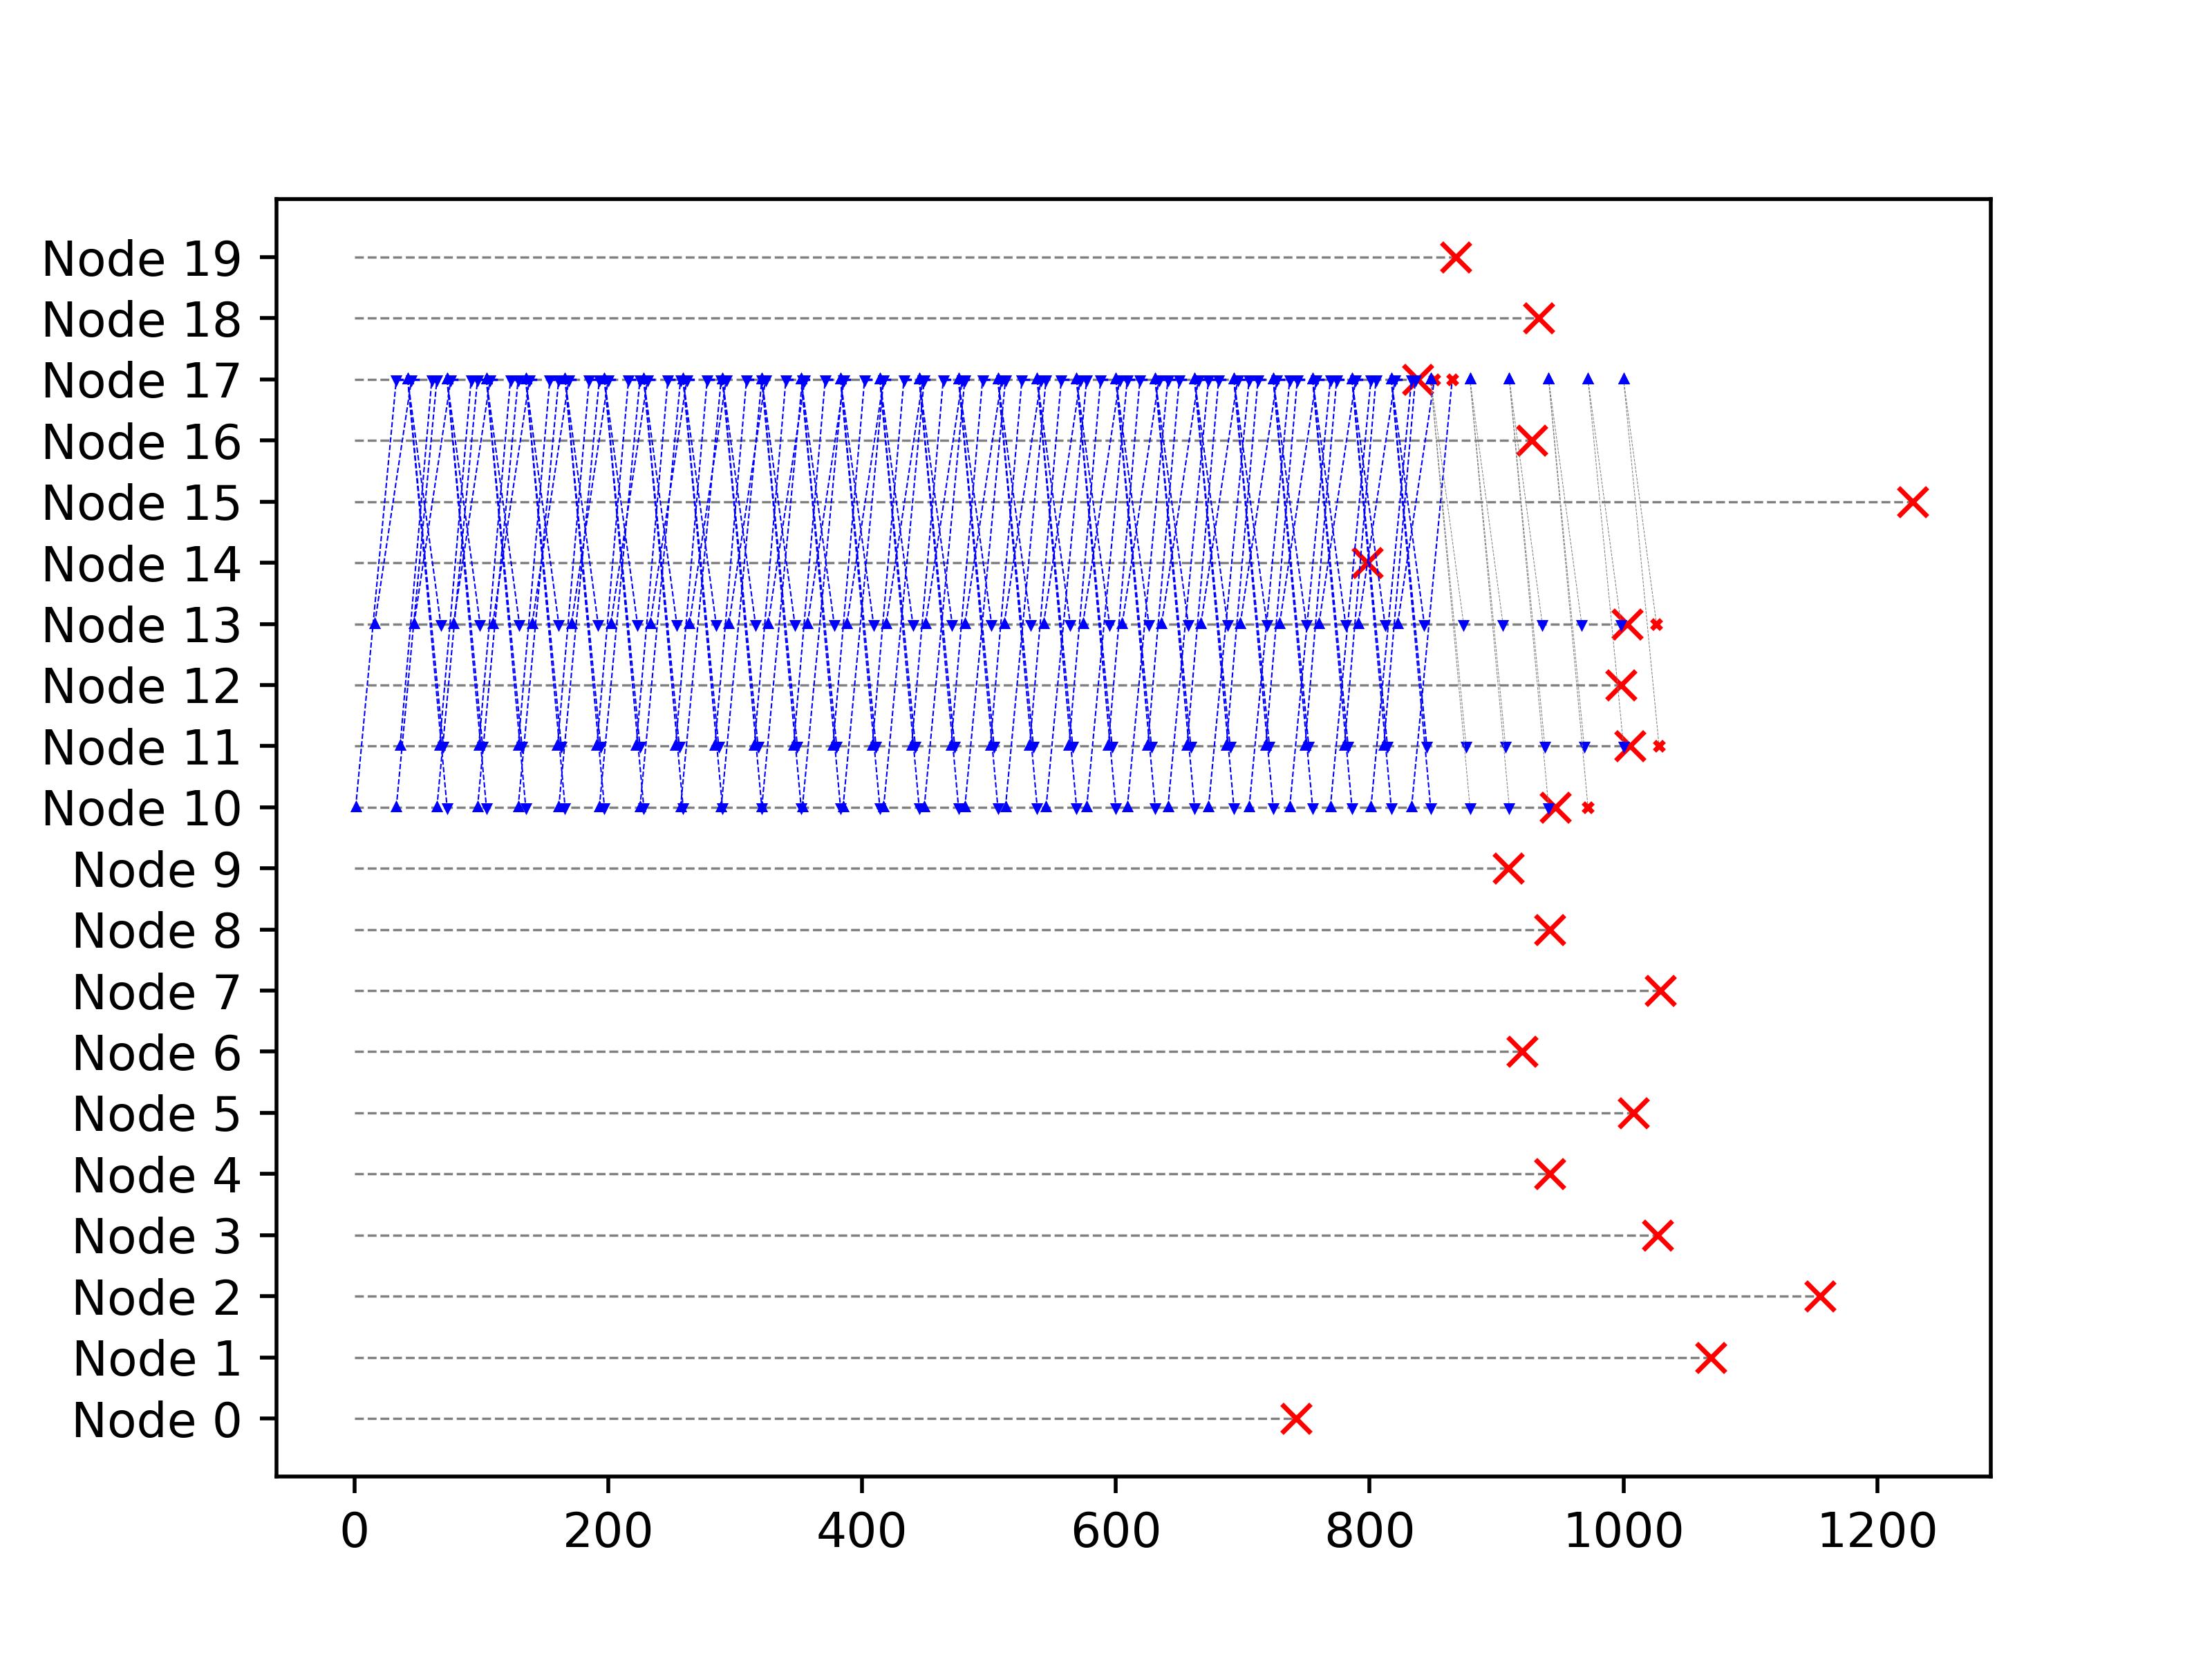 Node 19
Node 18
Node 17
Node 16
Node 15
Node 14
Node 13
Node 12
Node 11
Node 10
Node 9
Node 8
Node 7
Node 6
Node 5
Node 4
Node 3
Node 2
Node 1
Node 0
0 200 400 600 800 1000 1200